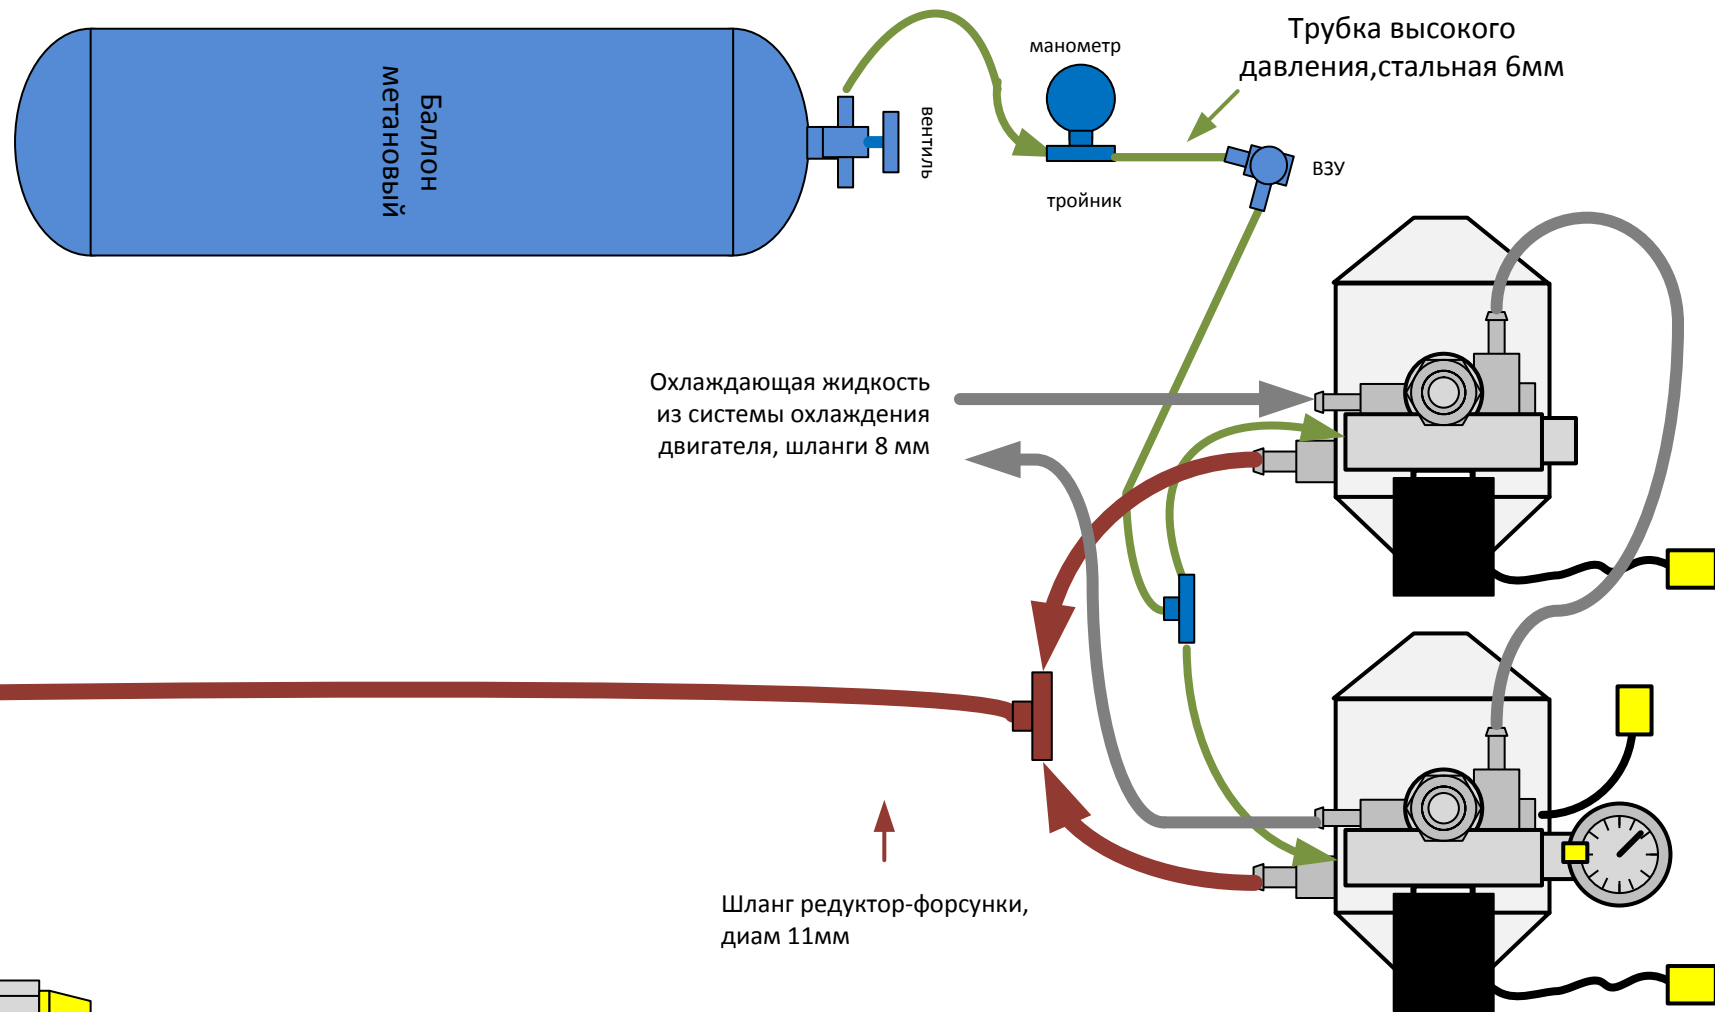 Трубка высокого
давления,стальная 6мм
манометр
Баллон
метановый
вентиль
ВЗУ
тройник
Охлаждающая жидкость
из системы охлаждения
двигателя, шланги 8 мм
Шланг редуктор-форсунки,
диам 11мм